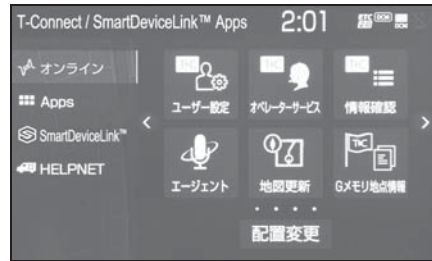 T-Connect / SmartDeviceLink™ Apps 2:01
オンライン
Apps
SmartDeviceLink™
HELPNET
ユーザー設定 オペレーターサービス 情報確認
エージェント 地図更新 Gメモリ地点情報
配置変更